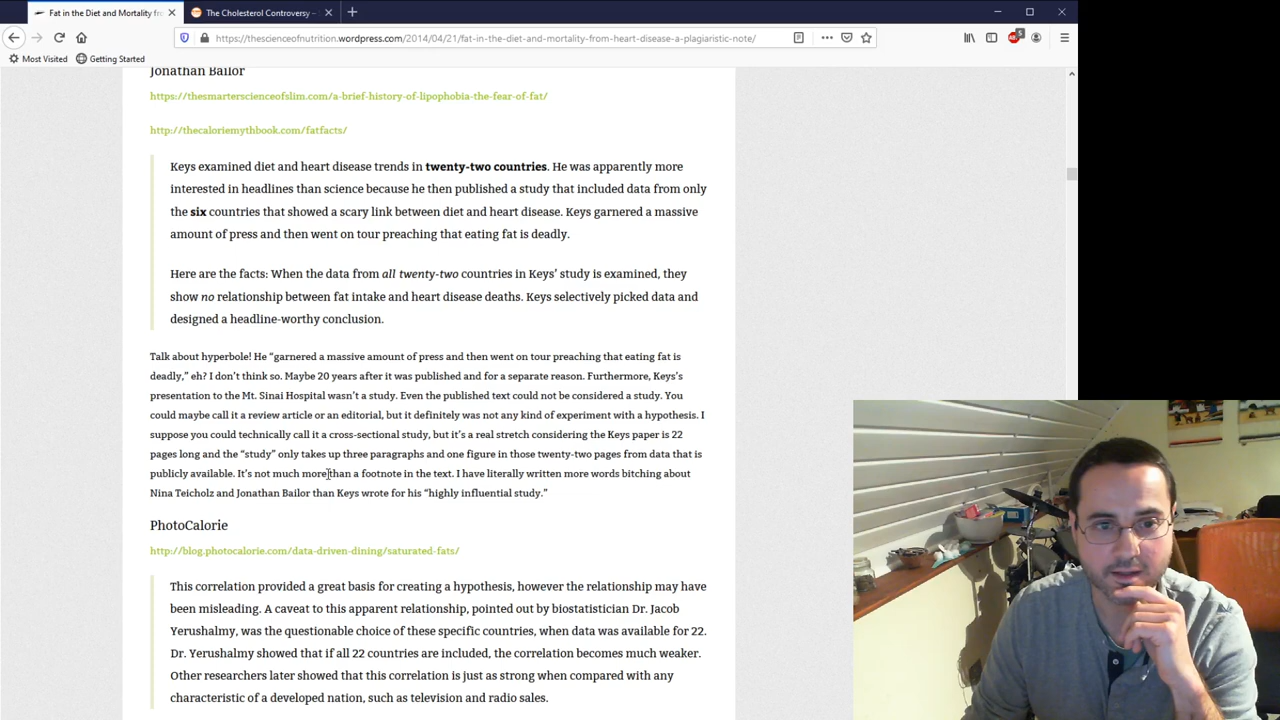 Fat in the Diet and Mortality fro
The Cholesterol Controversy –
https://thescienceofnutrition.wordpress.com/2014/04/21/fat-in-the-diet-and-mortality-from-heart-disease-a-plagiaristic-note/
5
Most Visited
Getting Started
Jonathan Bailor
https://thesmarterscienceofslim.com/a-brief-history-of-lipophobia-the-fear-of-fat/
http://thecaloriemythbook.com/fatfacts/
Keys examined diet and heart disease trends in twenty-two countries. He was apparently more
interested in headlines than science because he then published a study that included data from only
the six countries that showed a scary link between diet and heart disease. Keys garnered a massive
amount of press and then went on tour preaching that eating fat is deadly.
Here are the facts: When the data from all twenty-two countries in Keys’ study is examined, they
show no relationship between fat intake and heart disease deaths. Keys selectively picked data and
designed a headline-worthy conclusion.
Talk about hyperbole! He “garnered a massive amount of press and then went on tour preaching that eating fat is
deadly,” eh? I don’t think so. Maybe 20 years after it was published and for a separate reason. Furthermore, Keys’s
presentation to the Mt. Sinai Hospital wasn’t a study. Even the published text could not be considered a study. You
could maybe call it a review article or an editorial, but it definitely was not any kind of experiment with a hypothesis. I
suppose you could technically call it a cross-sectional study, but it’s a real stretch considering the Keys paper is 22
pages long and the “study” only takes up three paragraphs and one figure in those twenty-two pages from data that is
publicly available. It’s not much more than a footnote in the text. I have literally written more words bitching about
Nina Teicholz and Jonathan Bailor than Keys wrote for his “highly influential study.”
PhotoCalorie
http://blog.photocalorie.com/data-driven-dining/saturated-fats/
This correlation provided a great basis for creating a hypothesis, however the relationship may have
been misleading. A caveat to this apparent relationship, pointed out by biostatistician Dr. Jacob
Yerushalmy, was the questionable choice of these specific countries, when data was available for 22.
Dr. Yerushalmy showed that if all 22 countries are included, the correlation becomes much weaker.
Other researchers later showed that this correlation is just as strong when compared with any
characteristic of a developed nation, such as television and radio sales.